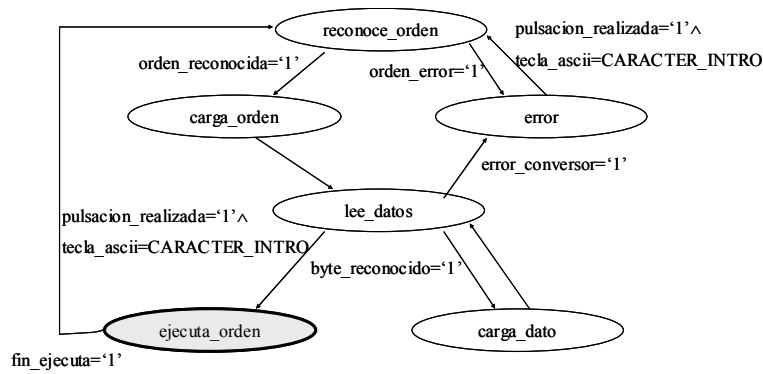 reconoce_orden
pulsacion_realizada=‘1’∧
tecla_ascii=CARACTER_INTRO
orden_reconocida=‘1’
orden_error=‘1’
carga_orden
error
error_conversor=‘1’
lee_datos
pulsacion_realizada=‘1’∧
tecla_ascii=CARACTER_INTRO
byte_reconocido=‘1’
ejecuta_orden
carga_dato
fin_ejecuta=‘1’